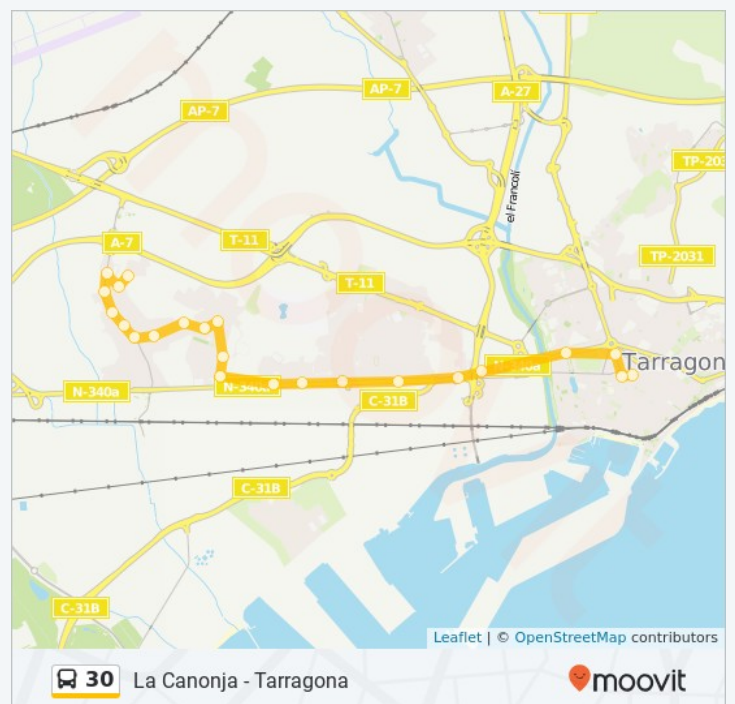 AP-7
A-27
AP-7
TP-203
el Francolí
A-7
T-11
TP-2031
T-11
Tarragon
N-340a
N-340a
C-31B
C-31B
C-31B
Leaflet | © OpenStreetMap contributors
30 La Canonja - Tarragona
moovit